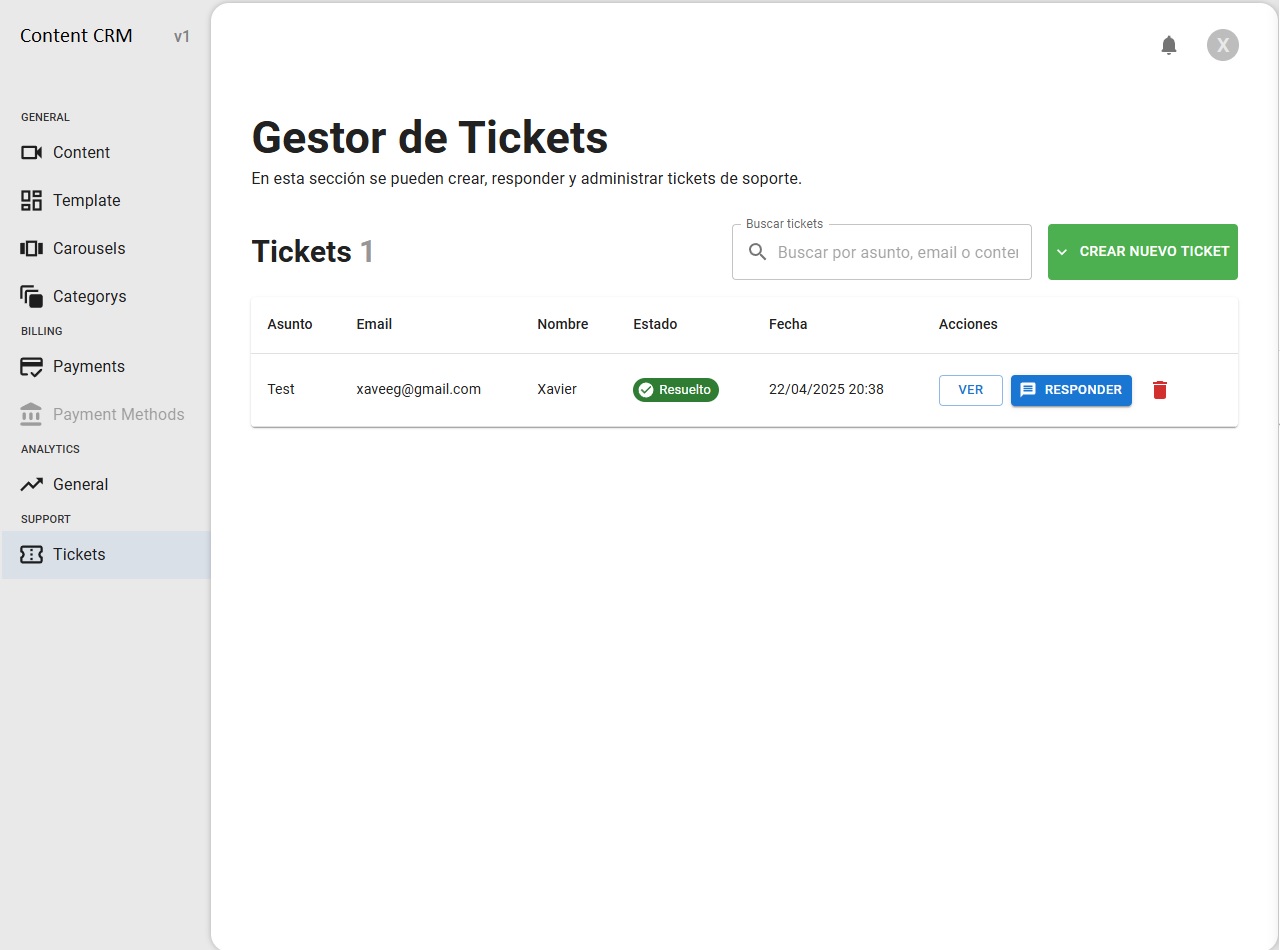 Content CRM v1
X
GENERAL
Content
Template
Carousels
Categorys
BILLING
Payments
Payment Methods
ANALYTICS
General
SUPPORT
Tickets
Gestor de Tickets
En esta sección se pueden crear, responder y administrar tickets de soporte.
Tickets 1
Buscar tickets
Buscar por asunto, email o conter
CREAR NUEVO TICKET
Asunto Email Nombre Estado Fecha Acciones
Test xaveeg@gmail.com Xavier Resuelto 22/04/2025 20:38 VER RESPONDER